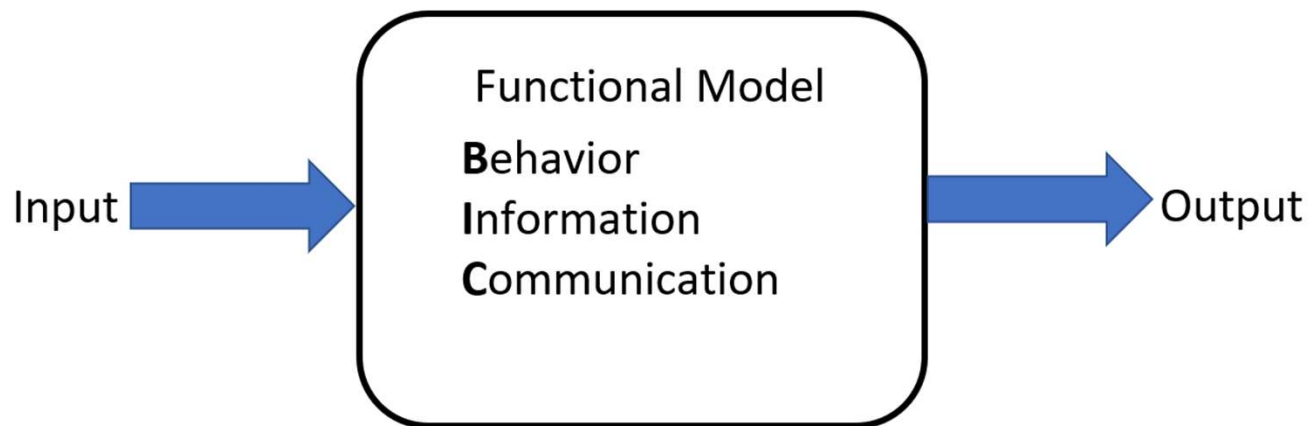 Functional Model
Behavior
Information
Communication
Input
Output